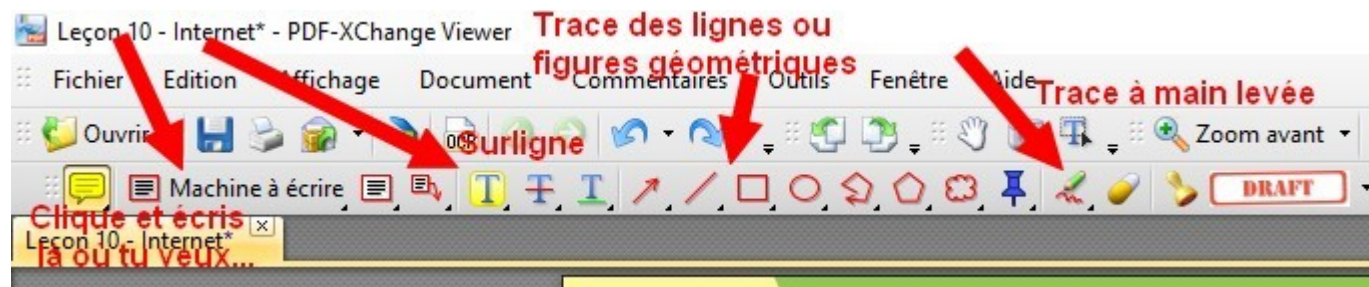 Leçon 10 - Internet* - PDF-XChange Viewer
Trace des lignes ou
figures géométriques
Fichier Edition Affichage Document Commentaires Outils Fenêtre Aide
Trace à main levée
Ouvrir OCR Zoom avant
Surligne
Machine à écrire T T T DRAFT
Clique et écris
là ou tu veux...
Leçon 10 - Internet*